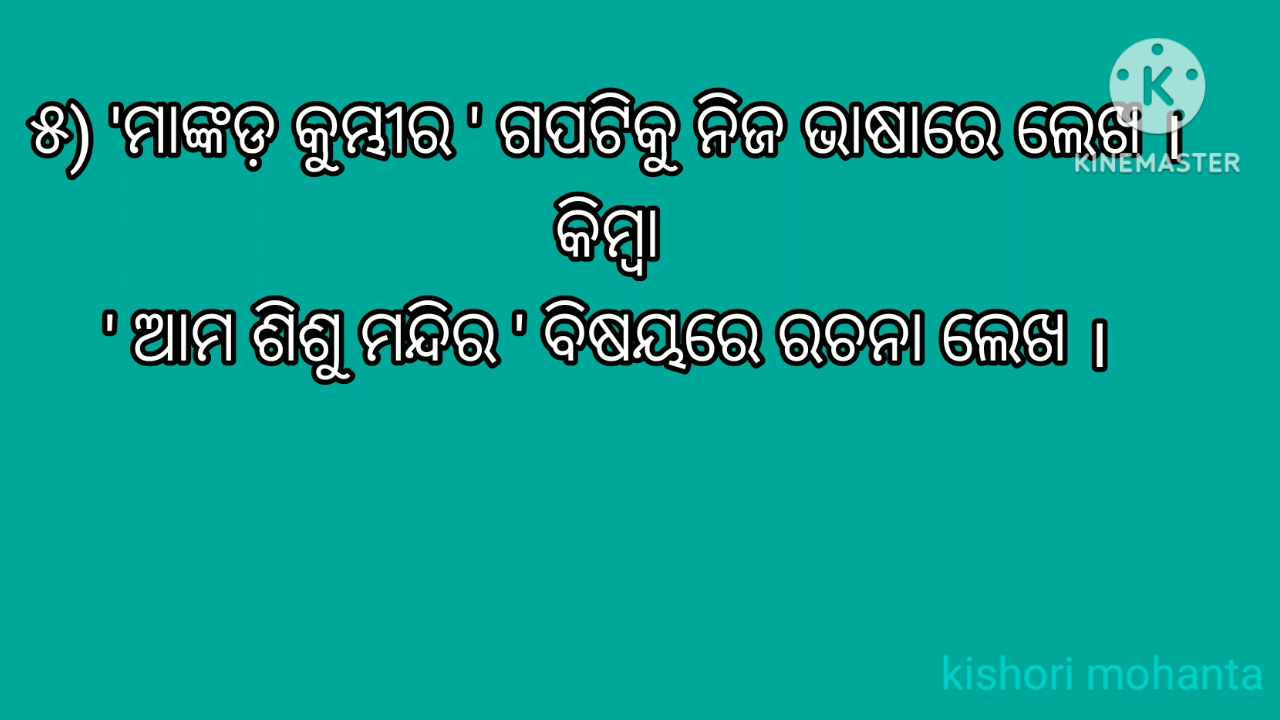 ୫) 'ମାଙ୍କଡ଼ କୁମ୍ଭୀର ' ଗପଟିକୁ ନିଜ ଭାଷାରେ ଲେଖ ।
KINEMASTER
କିମ୍ବା
' ଆମ ଶିଶୁ ମନ୍ଦିର ' ବିଷୟରେ ରଚନା ଲେଖ ।
kishori mohanta